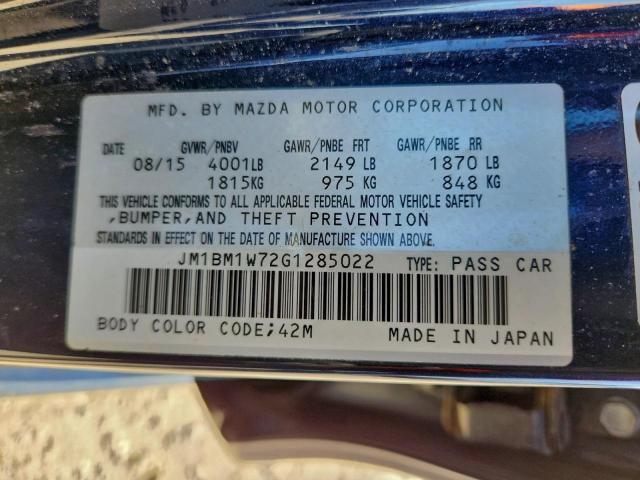 MFD. BY MAZDA MOTOR CORPORATION
DATE GVWR/PNBV GAWR/PNBE FRT GAWR/PNBE RR
08/15 4001LB 2149 LB 1870 LB
1815KG 975 KG 848 KG
THIS VEHICLE CONFORMS TO ALL APPLICABLE FEDERAL MOTOR VEHICLE SAFETY
,BUMPER,AND THEFT PREVENTION
STANDARDS IN EFFECT ON THE DATE OF MANUFACTURE SHOWN ABOVE.
JM1BM1W72G1285022 TYPE: PASS CAR
BODY COLOR CODE;42M MADE IN JAPAN